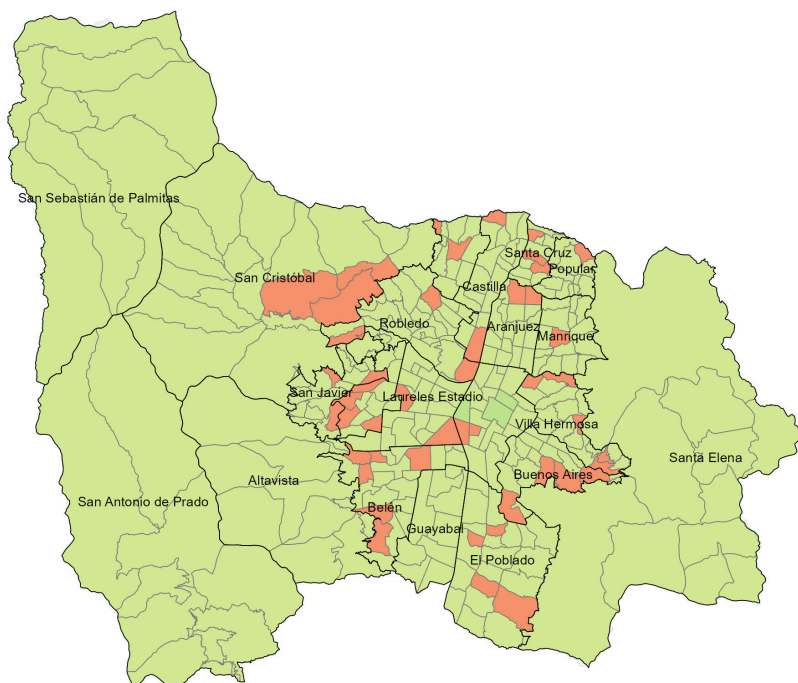 San Sebastián de Palmitas
San Cristóbal
Santa Cruz
Popular
Castilla
Robledo
Aranjuez
Manrique
San Javier
Laureles Estadio
Villa Hermosa
Santa Elena
Buenos Aires
Altavista
San Antonio de Prado
Belén
Guayabal
El Poblado